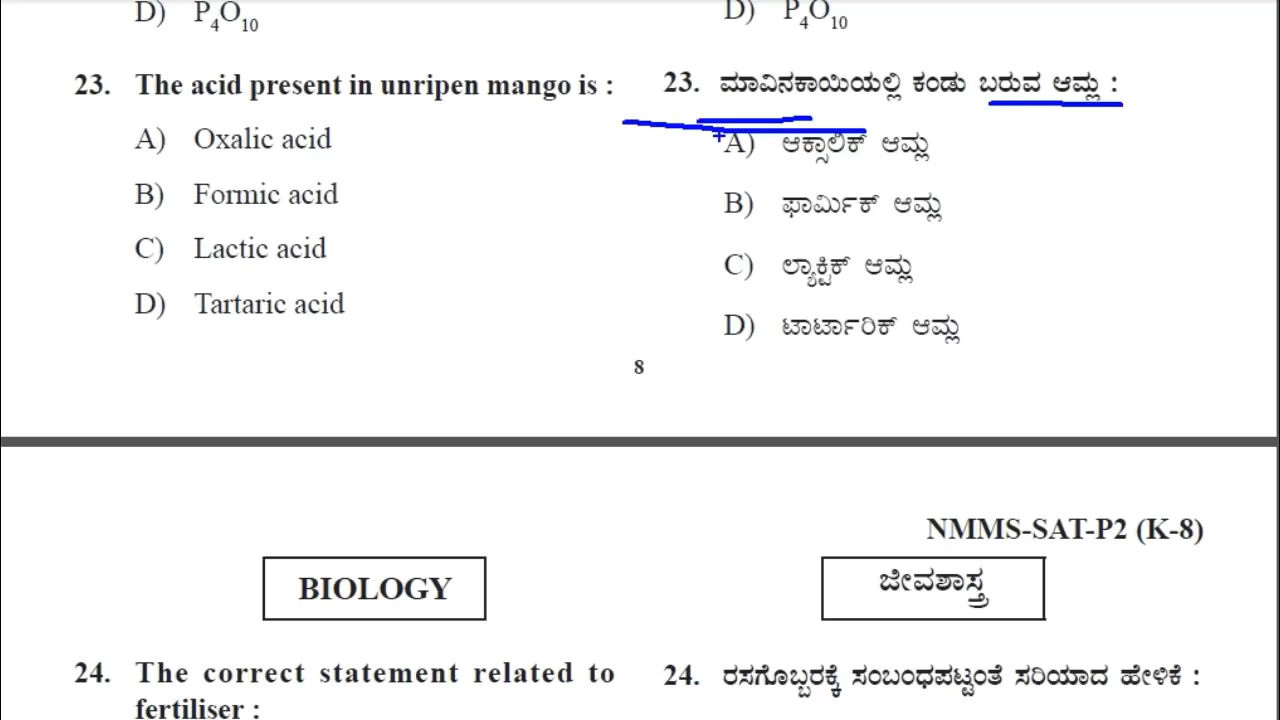 D) P₄O₁₀
23. The acid present in unripen mango is :
A) Oxalic acid
B) Formic acid
C) Lactic acid
D) Tartaric acid
D) P₄O₁₀
23. ಮಾವಿನಕಾಯಿಯಲ್ಲಿ ಕಂಡು ಬರುವ ಆಮ್ಲ :
A) ಆಕ್ಸಾಲಿಕ್ ಆಮ್ಲ
B) ಫಾರ್ಮಿಕ್ ಆಮ್ಲ
C) ಲ್ಯಾಕ್ಟಿಕ್ ಆಮ್ಲ
D) ಟಾರ್ಟಾರಿಕ್ ಆಮ್ಲ
8
NMMS-SAT-P2 (K-8)
BIOLOGY
24. The correct statement related to
fertiliser :
ಜೀವಶಾಸ್ತ್ರ
24. ರಸಗೊಬ್ಬರಕ್ಕೆ ಸಂಬಂಧಪಟ್ಟಂತೆ ಸರಿಯಾದ ಹೇಳಿಕೆ :